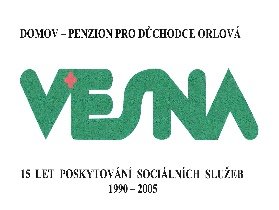 DOMOV – PENZION PRO DŮCHODCE ORLOVÁ
VESNA
15 LET POSKYTOVÁNÍ SOCIÁLNÍCH SLUŽEB
1990 – 2005